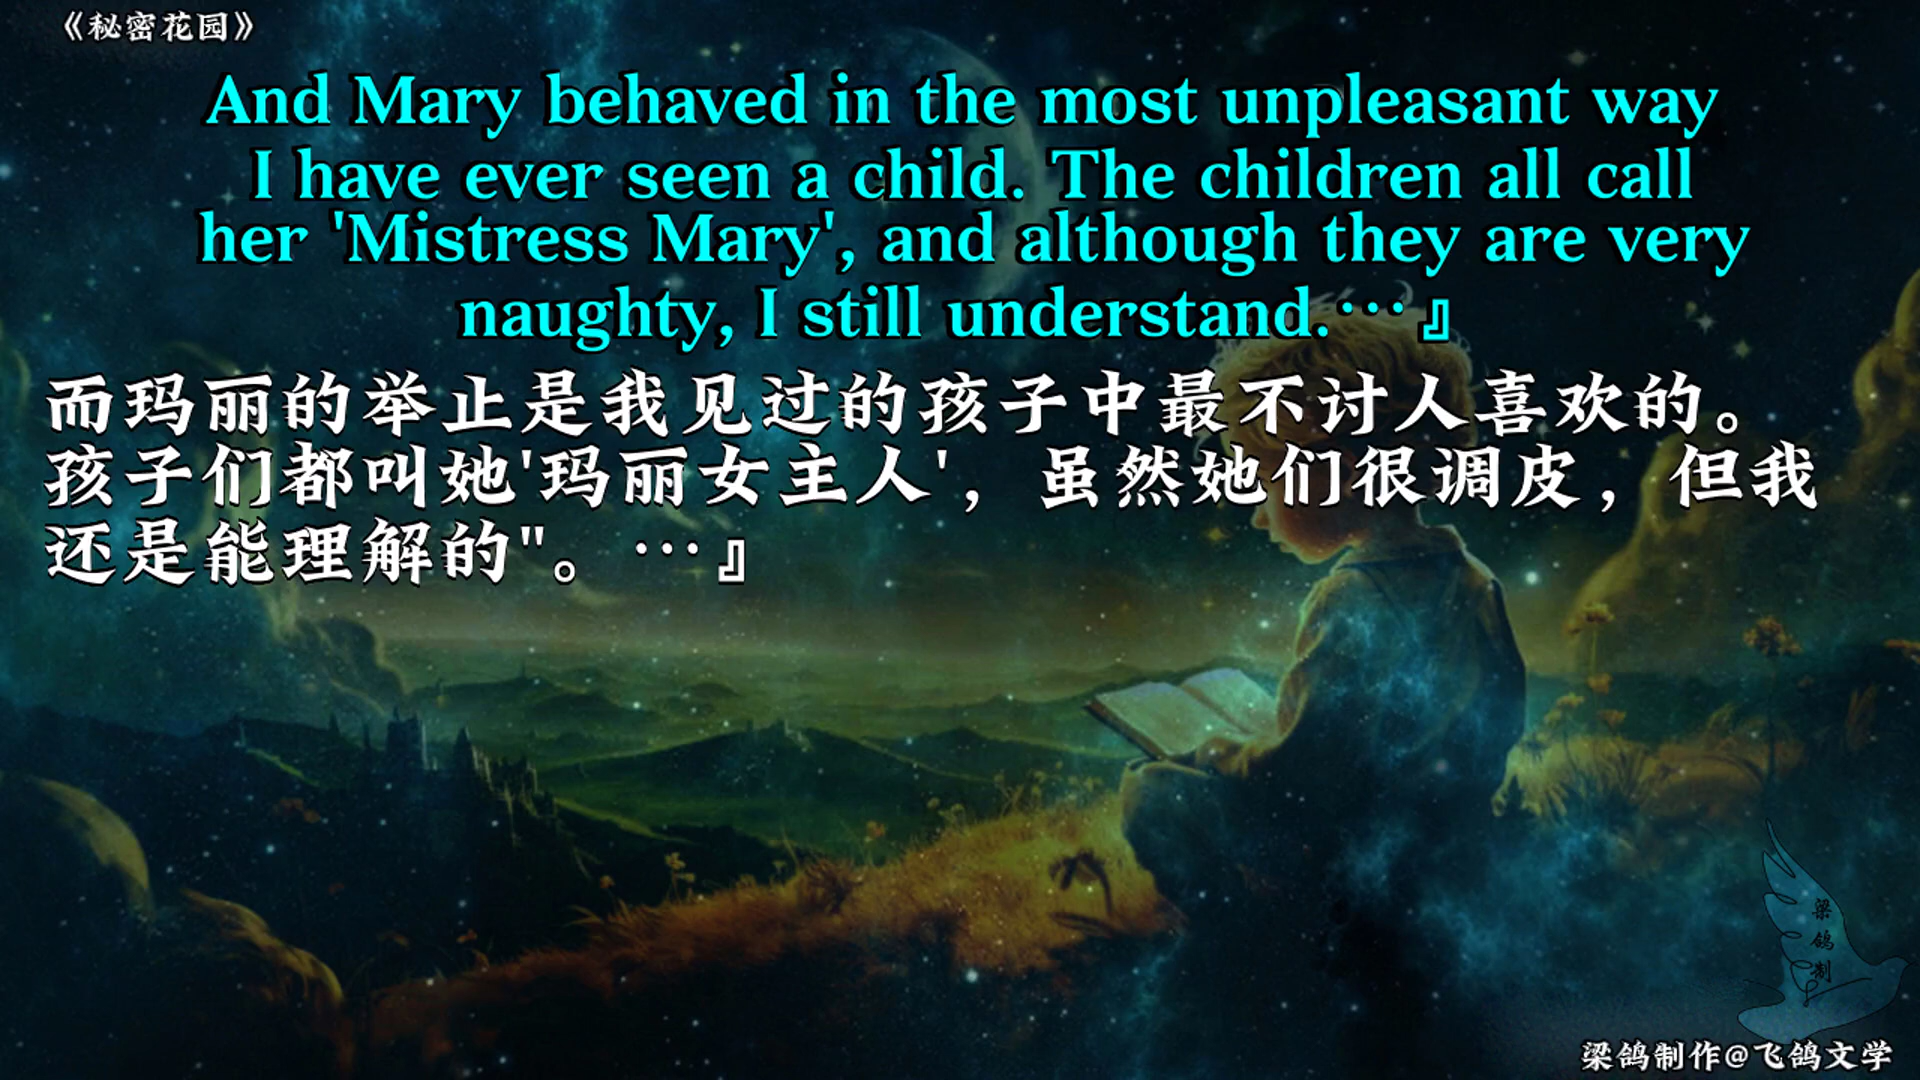 《秘密花园》
And Mary behaved in the most unpleasant way
I have ever seen a child. The children all call
her 'Mistress Mary', and although they are very
naughty, I still understand.…』
而玛丽的举止是我见过的孩子中最不讨人喜欢的。
孩子们都叫她'玛丽女主人'，虽然她们很调皮，但我
还是能理解的"。…』
梁鸽制
梁鸽制作@飞鸽文学